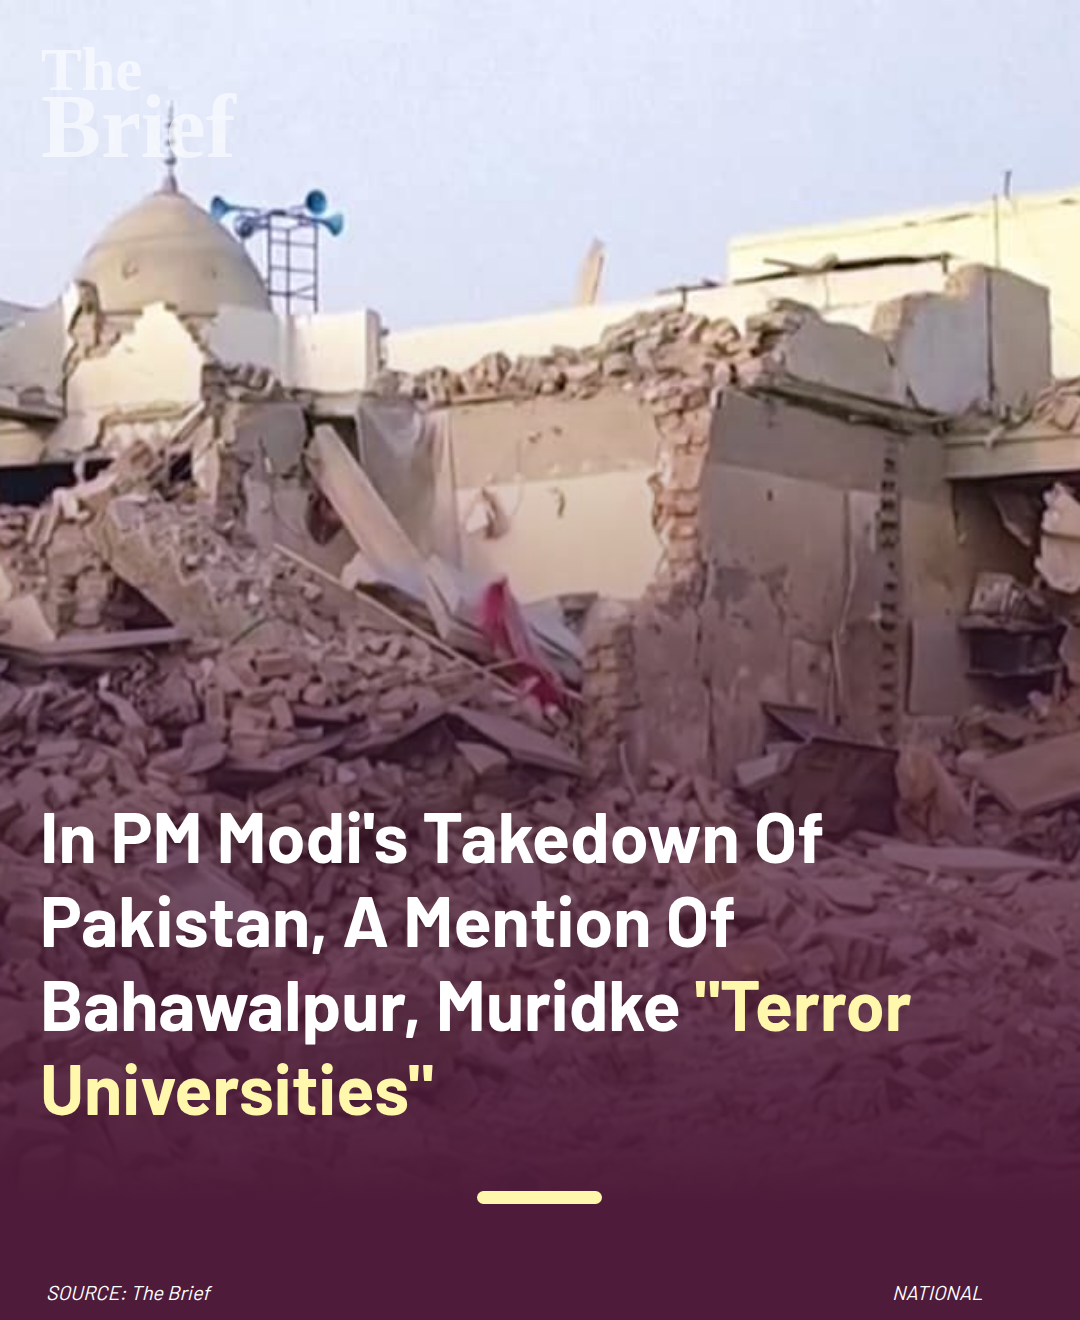 The
Brief
In PM Modi's Takedown Of
Pakistan, A Mention Of
Bahawalpur, Muridke "Terror
Universities"
SOURCE: The Brief
NATIONAL